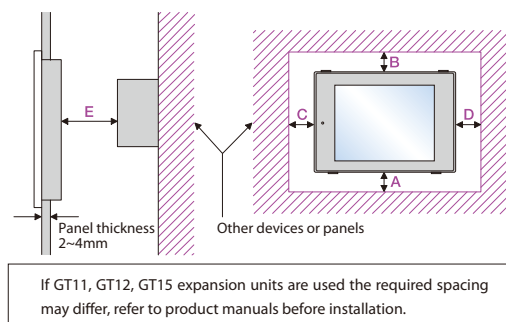 B
E
C
D
A
Panel thickness
2~4mm
Other devices or panels
If GT11, GT12, GT15 expansion units are used the required spacing
may differ, refer to product manuals before installation.